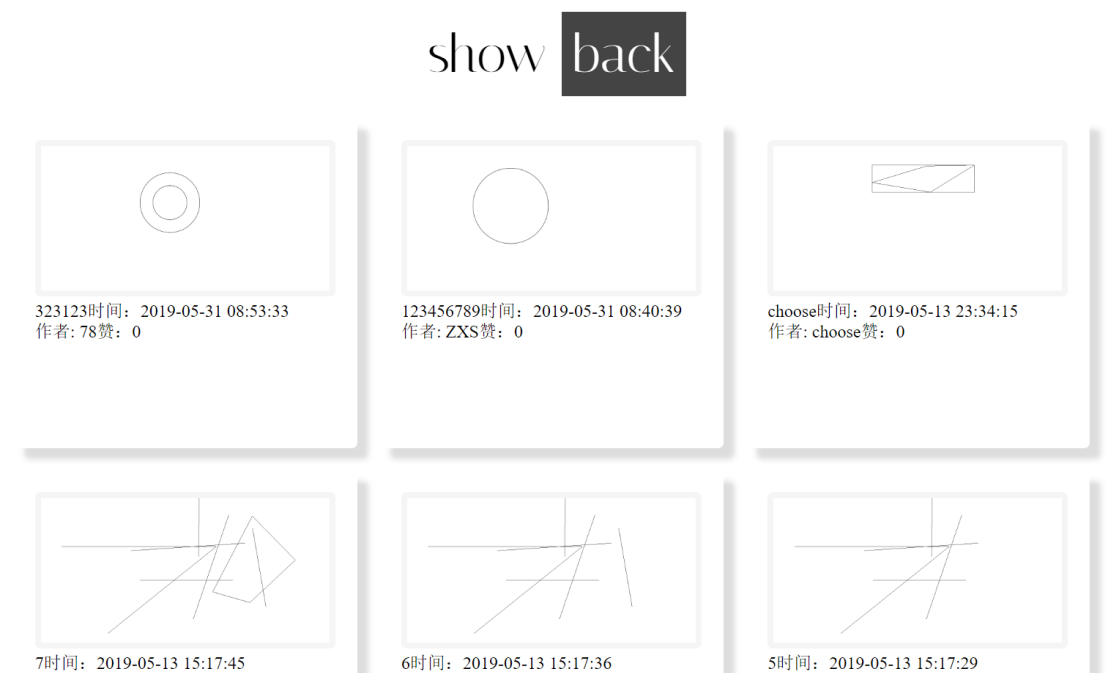 show back
323123时间：2019-05-31 08:53:33
作者: 78赞：0
123456789时间：2019-05-31 08:40:39
作者: ZXS赞：0
choose时间：2019-05-13 23:34:15
作者: choose赞：0
7时间：2019-05-13 15:17:45
6时间：2019-05-13 15:17:36
5时间：2019-05-13 15:17:29